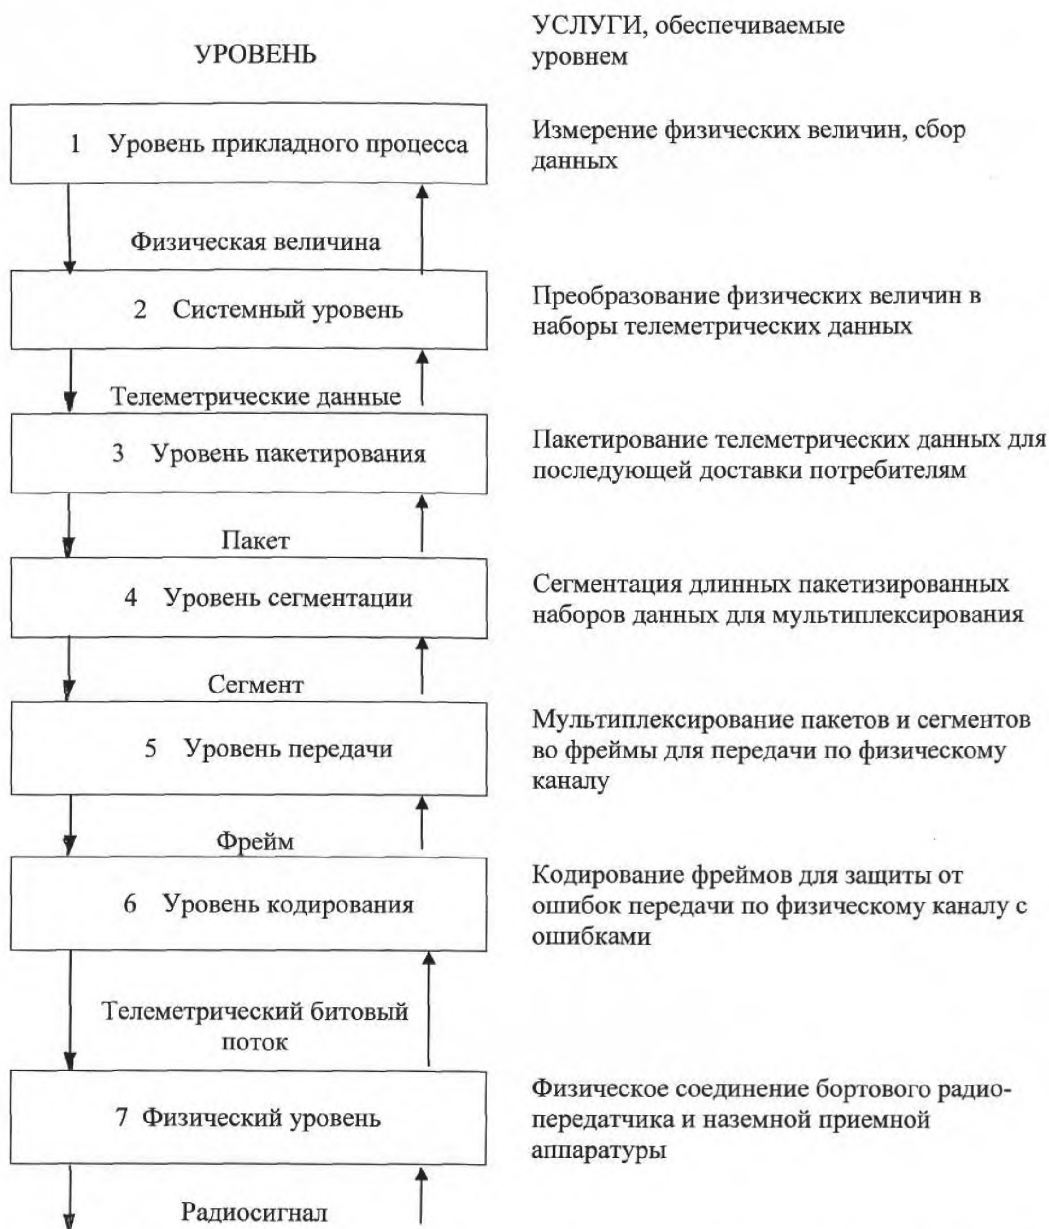 УРОВЕНЬ
УСЛУГИ, обеспечиваемые
уровнем
1 Уровень прикладного процесса
Измерение физических величин, сбор
данных
Физическая величина
2 Системный уровень
Преобразование физических величин в
наборы телеметрических данных
Телеметрические данные
3 Уровень пакетирования
Пакетирование телеметрических данных для
последующей доставки потребителям
Пакет
4 Уровень сегментации
Сегментация длинных пакетизированных
наборов данных для мультиплексирования
Сегмент
5 Уровень передачи
Мультиплексирование пакетов и сегментов
во фреймы для передачи по физическому
каналу
Фрейм
6 Уровень кодирования
Кодирование фреймов для защиты от
ошибок передачи по физическому каналу с
ошибками
Телеметрический битовый
поток
7 Физический уровень
Физическое соединение бортового радио-
передатчика и наземной приемной
аппаратуры
Радиосигнал